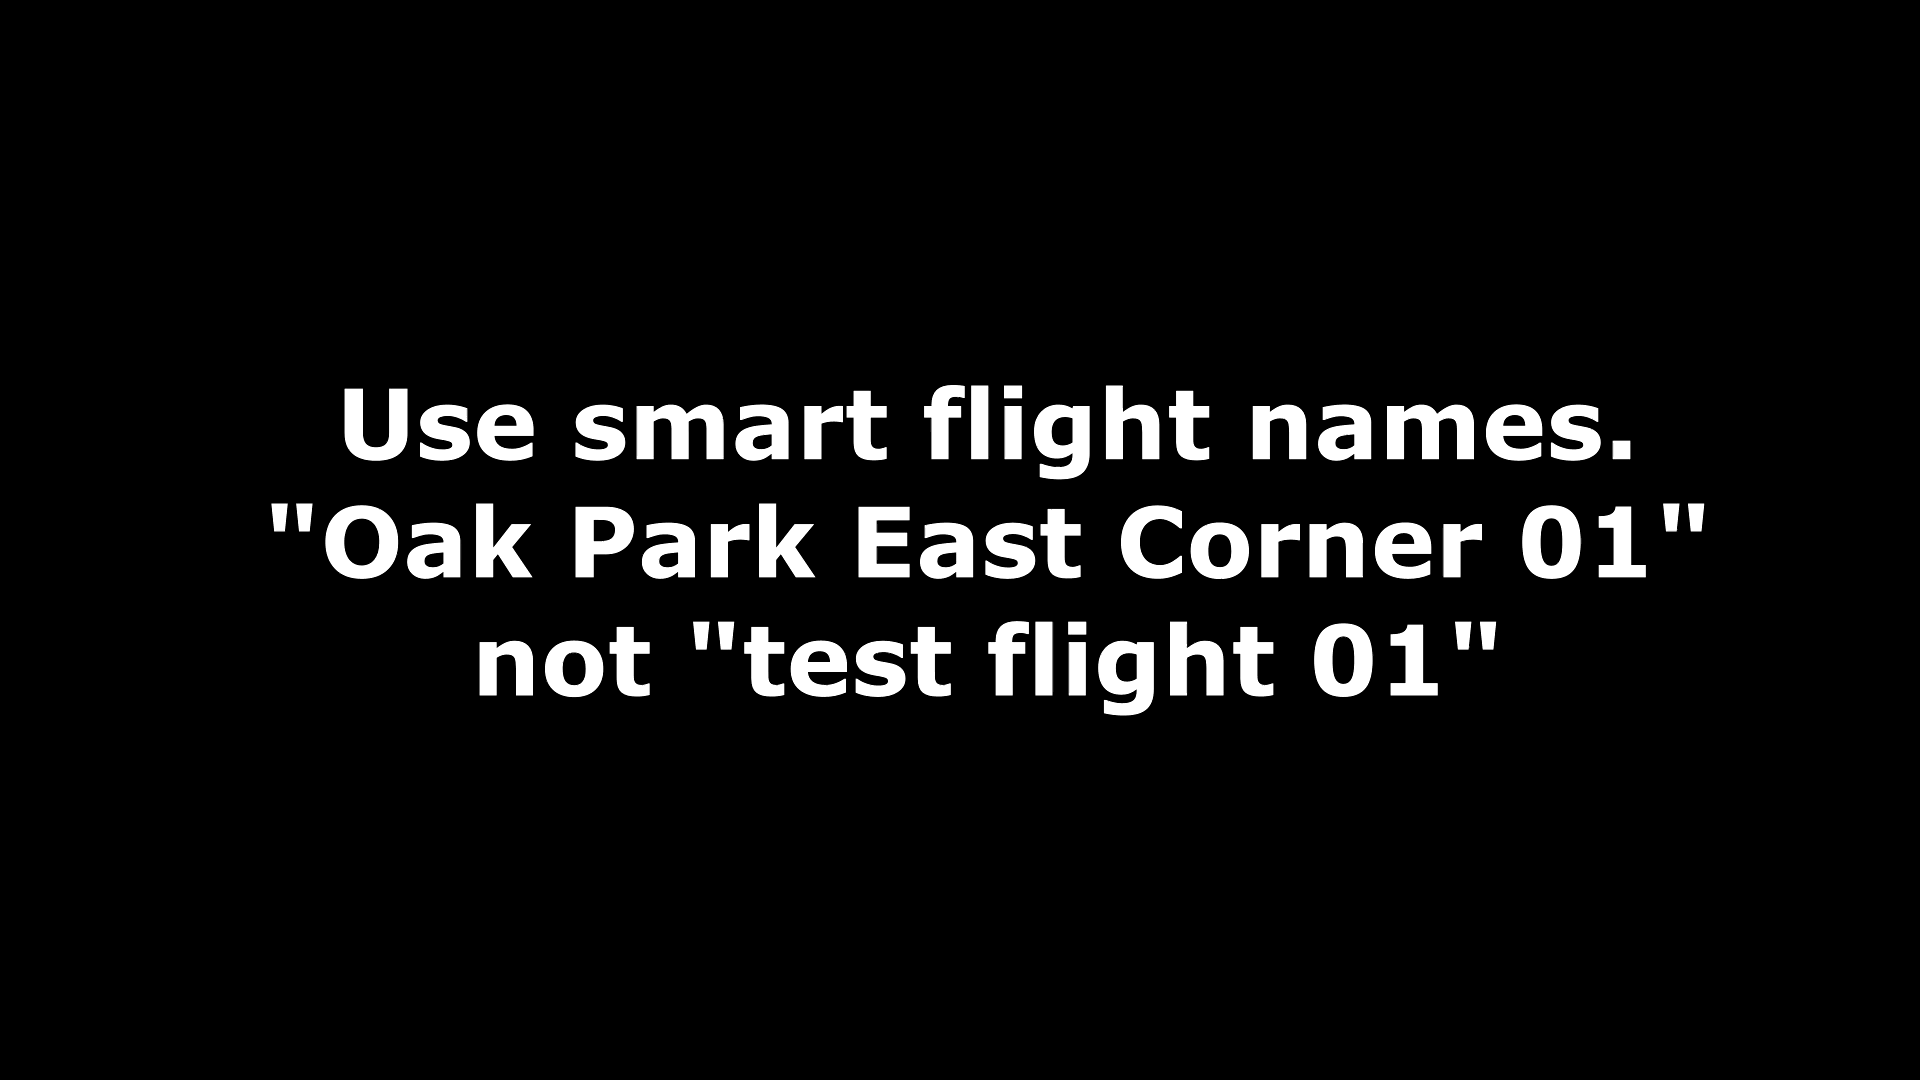 Use smart flight names.
"Oak Park East Corner 01"
not "test flight 01"